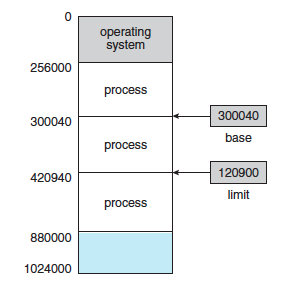 0
operating
system
256000
process
300040
300040
base
process
420940
120900
limit
process
880000
1024000